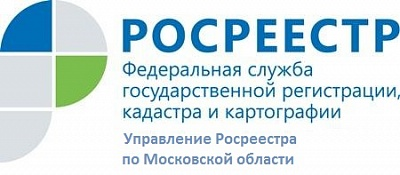 РОСРЕЕСТР
Федеральная служба
государственной регистрации,
кадастра и картографии
Управление Росреестра
по Московской области